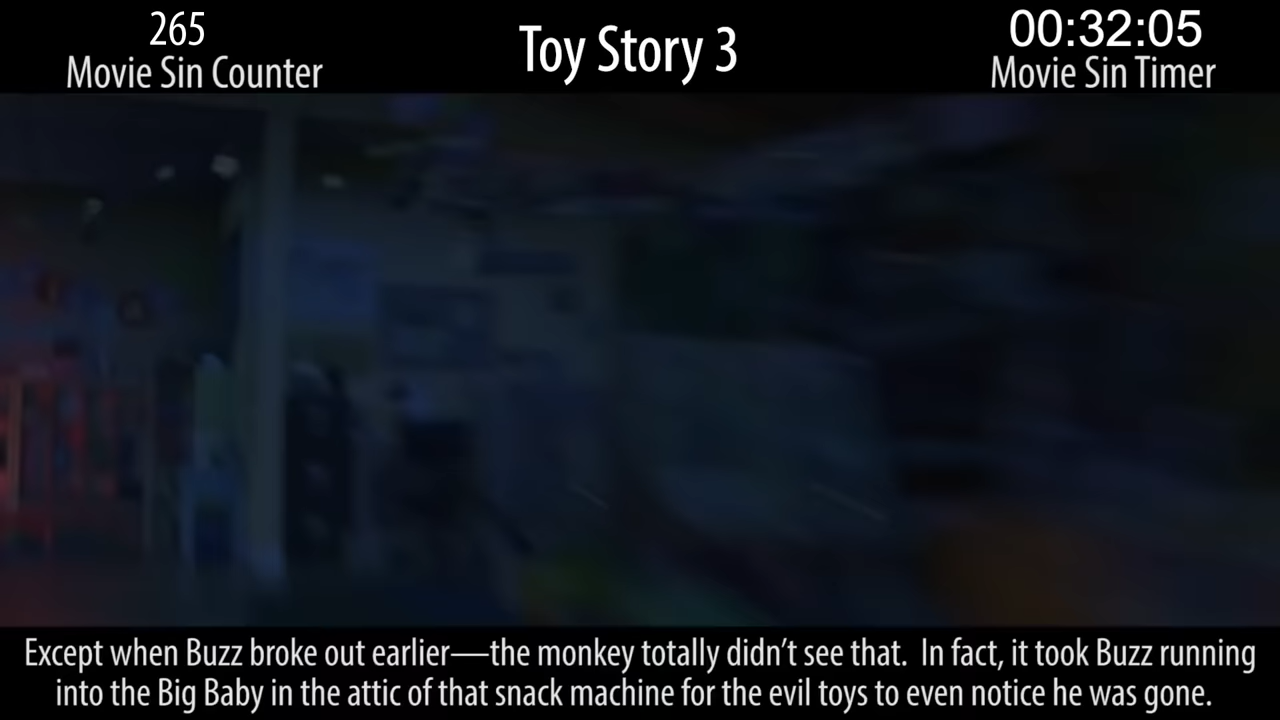 265
Movie Sin Counter
Toy Story 3
00:32:05
Movie Sin Timer
Except when Buzz broke out earlier—the monkey totally didn't see that.  In fact, it took Buzz running
into the Big Baby in the attic of that snack machine for the evil toys to even notice he was gone.